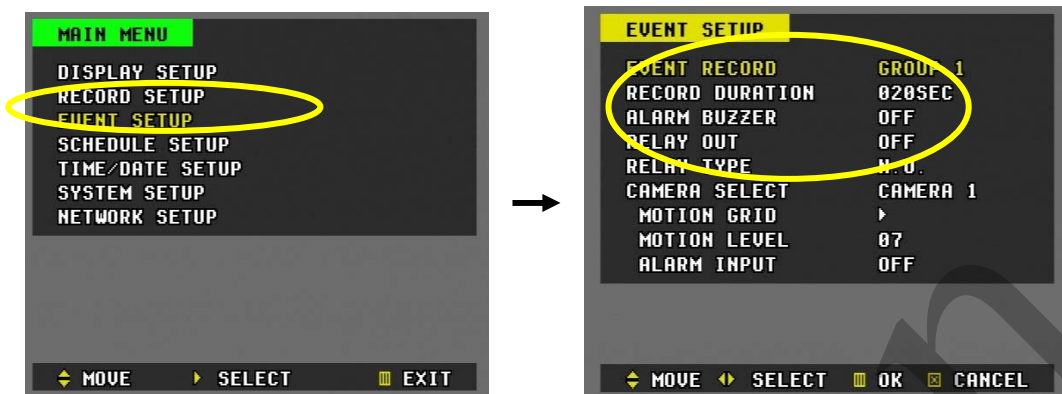 MAIN MENU
DISPLAY SETUP
RECORD SETUP
EVENT SETUP
SCHEDULE SETUP
TIME/DATE SETUP
SYSTEM SETUP
NETWORK SETUP
MOVE SELECT EXIT
EVENT SETUP
EVENT RECORD GROUP 1
RECORD DURATION 020SEC
ALARM BUZZER OFF
RELAY OUT OFF
RELAY TYPE N.O.
CAMERA SELECT CAMERA 1
MOTION GRID
MOTION LEVEL 07
ALARM INPUT OFF
MOVE SELECT OK CANCEL